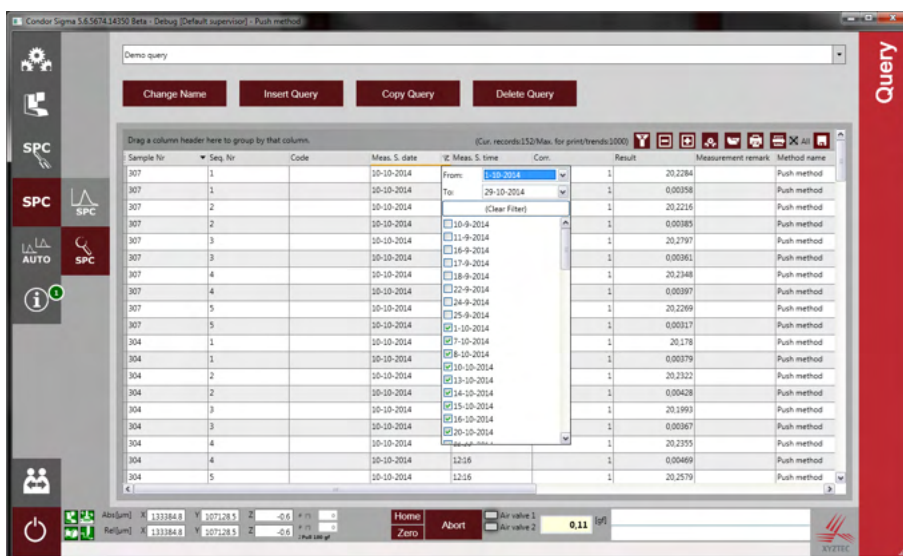 Condor Sigma 5.6.5674.14350 Beta - Debug [Default supervisor] - Push method
Query
Demo query
Change Name Insert Query Copy Query Delete Query
Drag a column header here to group by that column. (Cur. records:152/Max. for print/trends:1000) All
Sample Nr Seq. Nr Code Meas. S. date Meas. S. time Corr. Result Measurement remark Method name
307 1 10-10-2014 1 20,2284 Push method
307 1 10-10-2014 1 0,00358 Push method
307 2 10-10-2014 1 20,2216 Push method
307 2 10-10-2014 1 0,00385 Push method
307 3 10-10-2014 1 20,2797 Push method
307 3 10-10-2014 1 0,00361 Push method
307 4 10-10-2014 1 20,2348 Push method
307 4 10-10-2014 1 0,00397 Push method
307 5 10-10-2014 1 20,2269 Push method
307 5 10-10-2014 1 0,00317 Push method
304 1 10-10-2014 1 20,178 Push method
304 1 10-10-2014 1 0,00379 Push method
304 2 10-10-2014 1 20,2322 Push method
304 2 10-10-2014 1 0,00428 Push method
304 3 10-10-2014 1 20,1993 Push method
304 3 10-10-2014 1 0,00367 Push method
304 4 10-10-2014 1 20,2355 Push method
304 4 10-10-2014 12:16 1 0,00469 Push method
304 5 10-10-2014 12:16 1 20,2579 Push method
From: 1-10-2014
To: 29-10-2014
(Clear Filter)
10-9-2014
11-9-2014
16-9-2014
17-9-2014
18-9-2014
22-9-2014
24-9-2014
25-9-2014
1-10-2014
7-10-2014
8-10-2014
10-10-2014
13-10-2014
14-10-2014
15-10-2014
16-10-2014
20-10-2014
SPC
SPC
SPC
AUTO
SPC
1
Abs[µm] X 133384.8 Y 107128.5 Z -0.6
Rel[µm] X 133384.8 Y 107128.5 Z -0.6
Pull 100 gf
Home
Zero
Abort
Air valve 1
Air valve 2
0,11 [gf]
XYZTEC